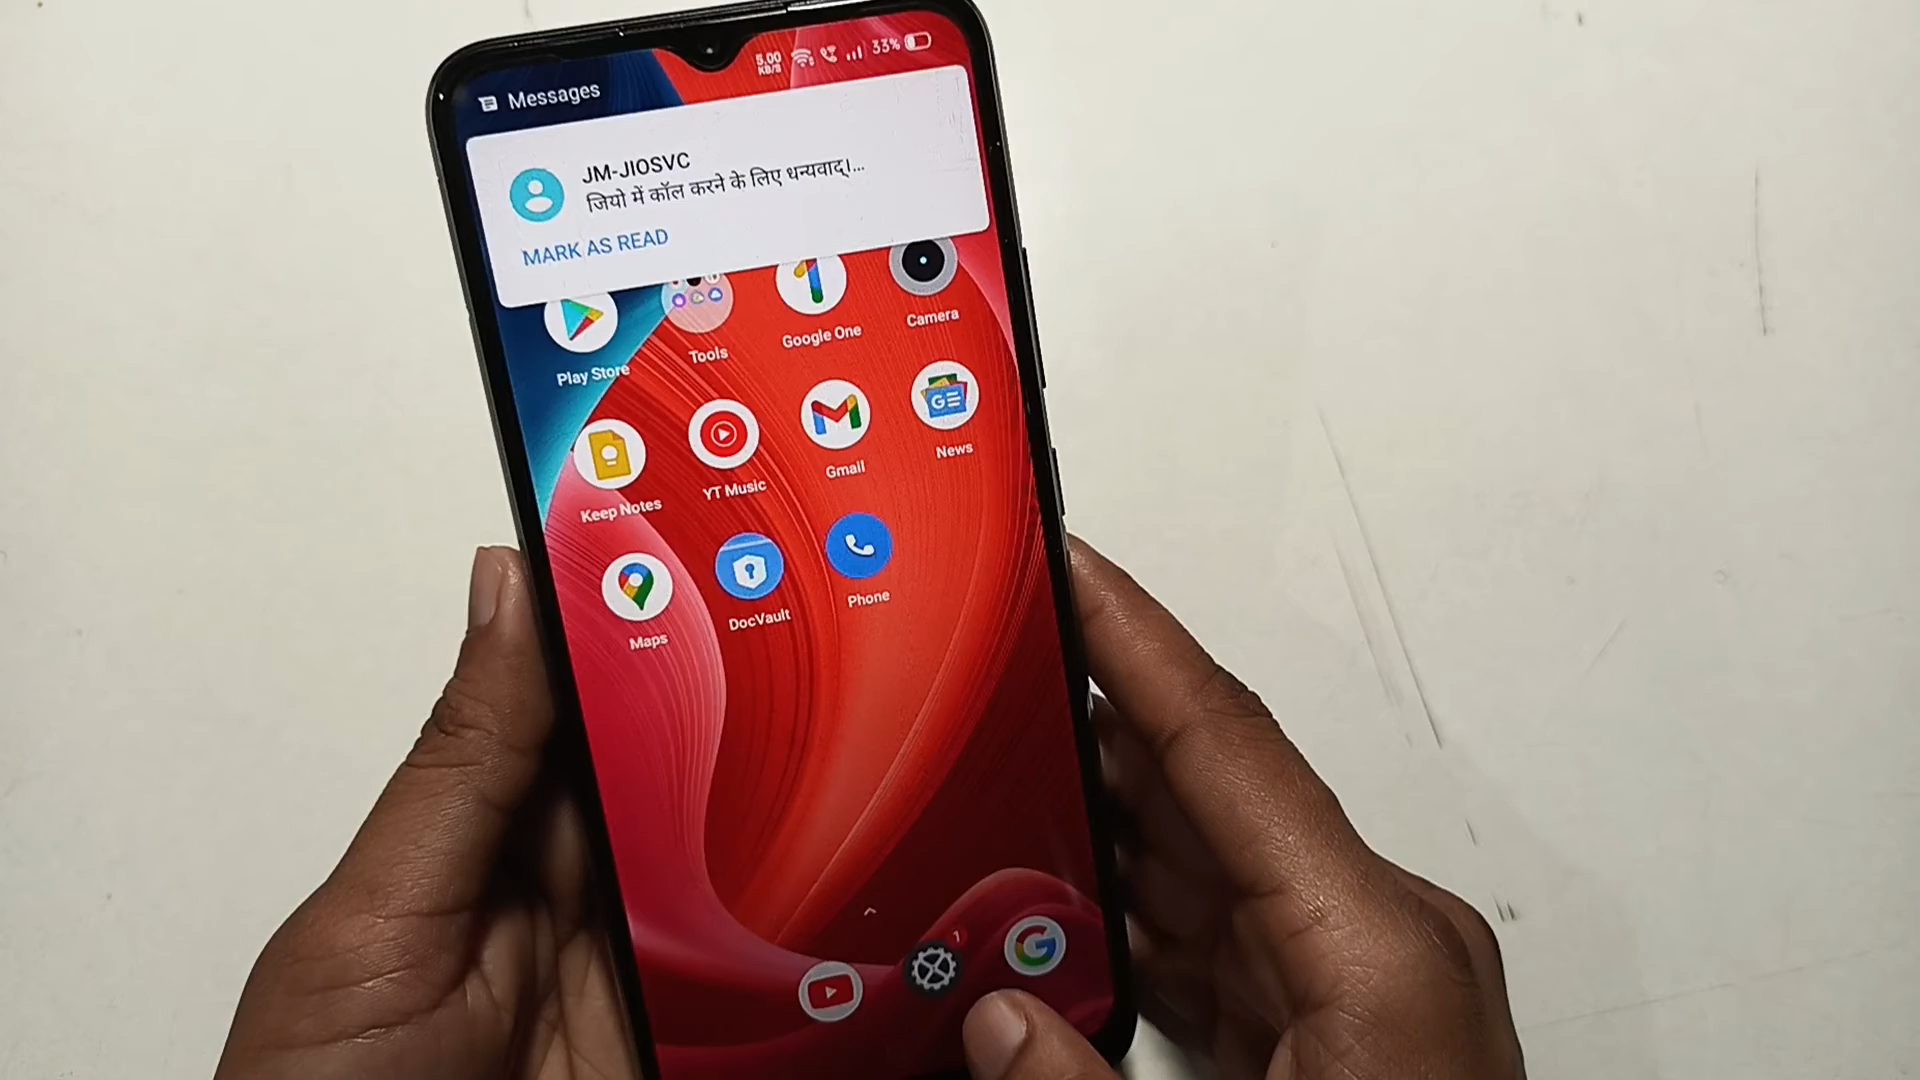 5.00
KB/S
33%
Messages
JM-JIOSVC
जियो में कॉल करने के लिए धन्यवाद्।...
MARK AS READ
Play Store
Tools
Google One
Camera
Keep Notes
YT Music
Gmail
News
Maps
DocVault
Phone
1